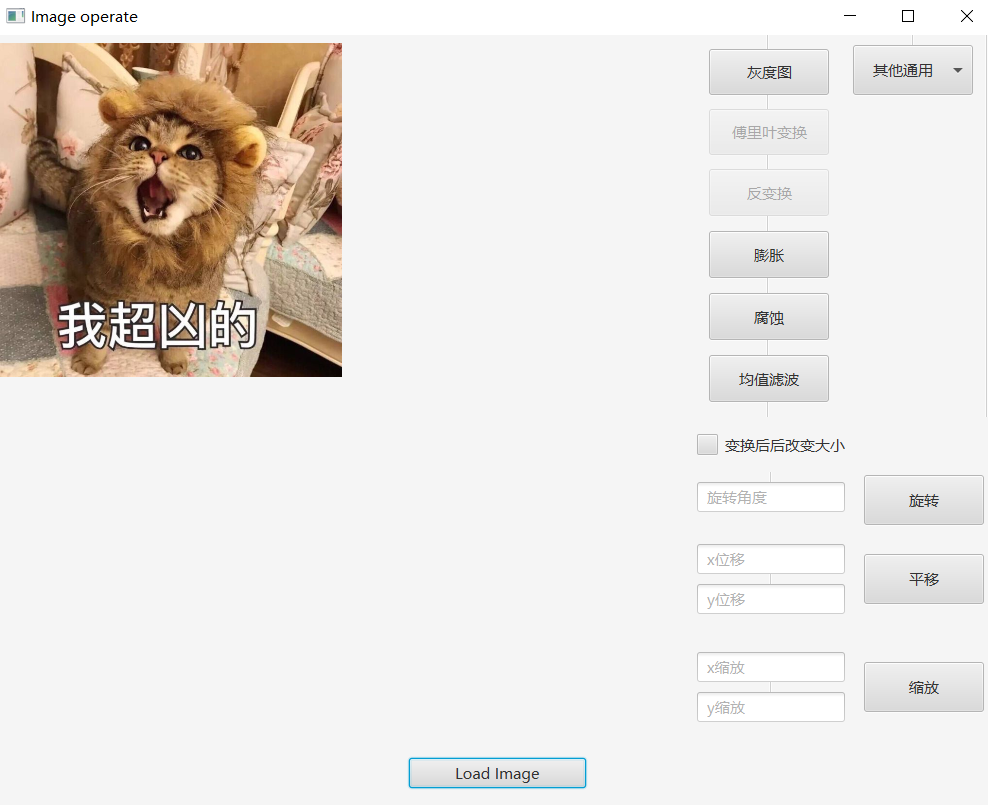 Image operate
我超凶的
灰度图
其他通用
傅里叶变换
反变换
膨胀
腐蚀
均值滤波
变换后后改变大小
旋转角度
旋转
x位移
平移
y位移
x缩放
缩放
y缩放
Load Image